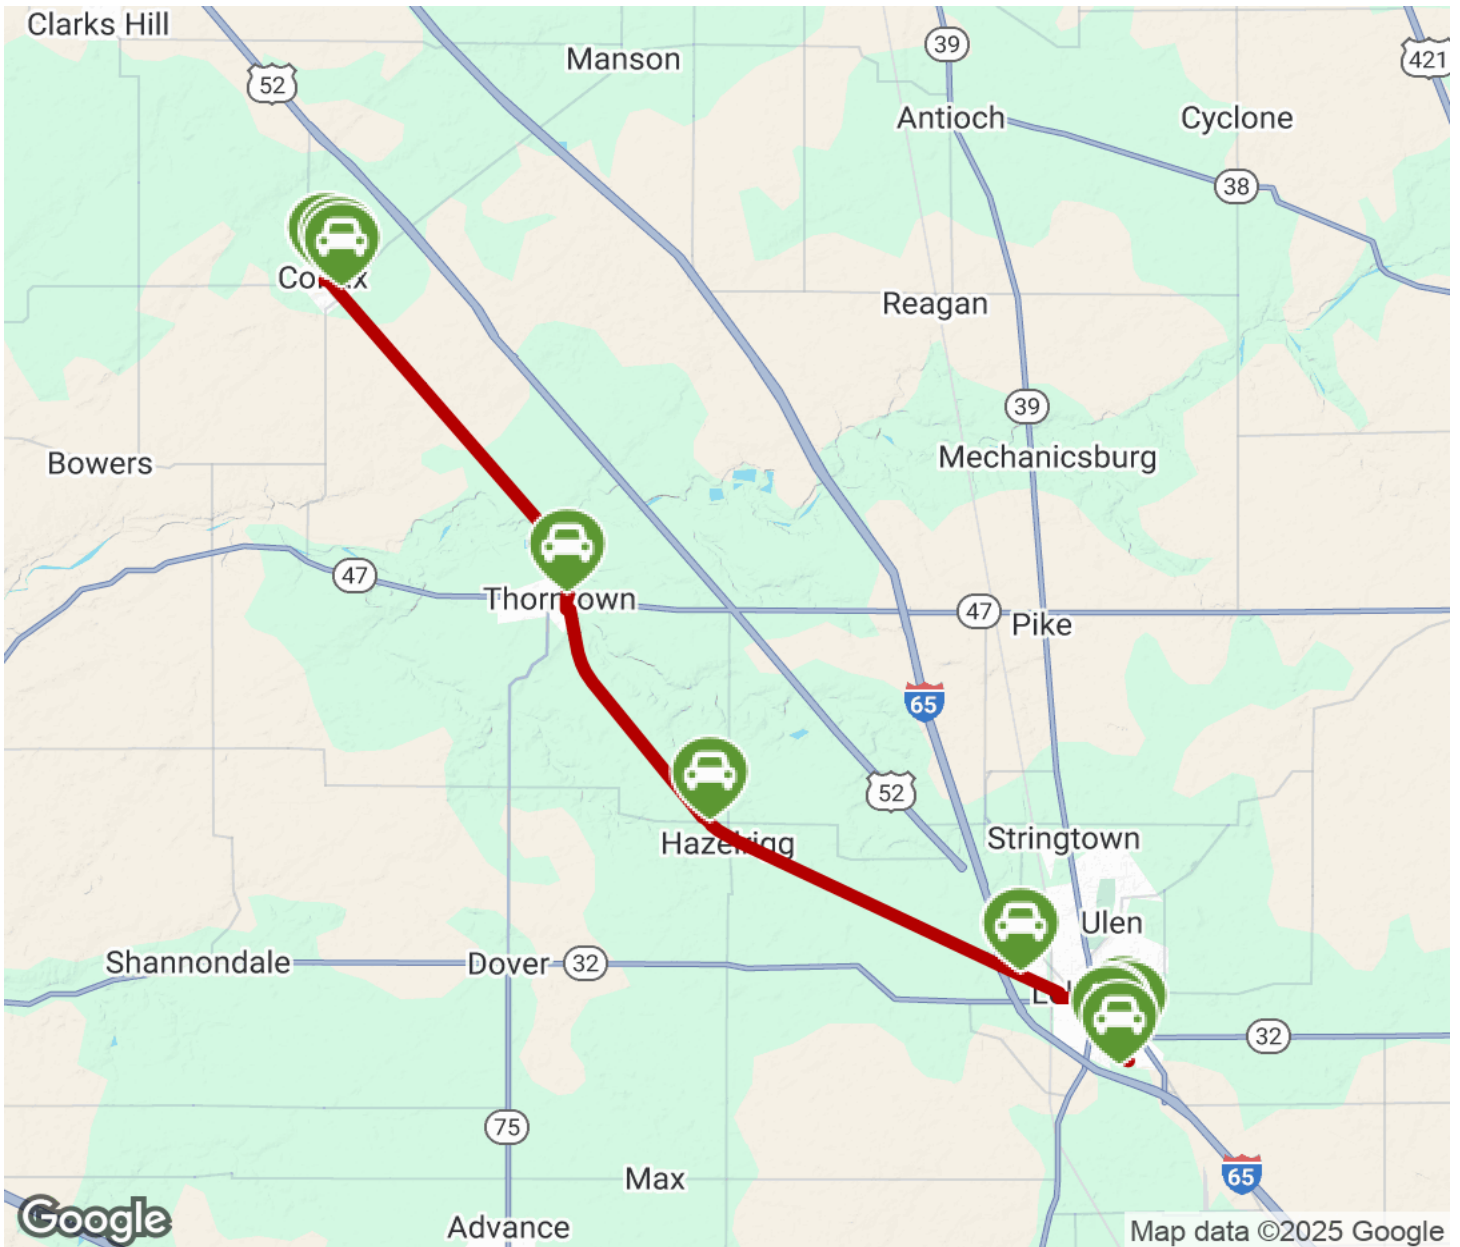 Clarks Hill
52
Manson
39
421
Antioch
Cyclone
38
Reagan
39
Bowers
Mechanicsburg
47
47
Pike
65
52
Stringtown
Ulen
Shannondale
Dover
32
32
75
65
Max
Advance
Google
Map data ©2025 Google